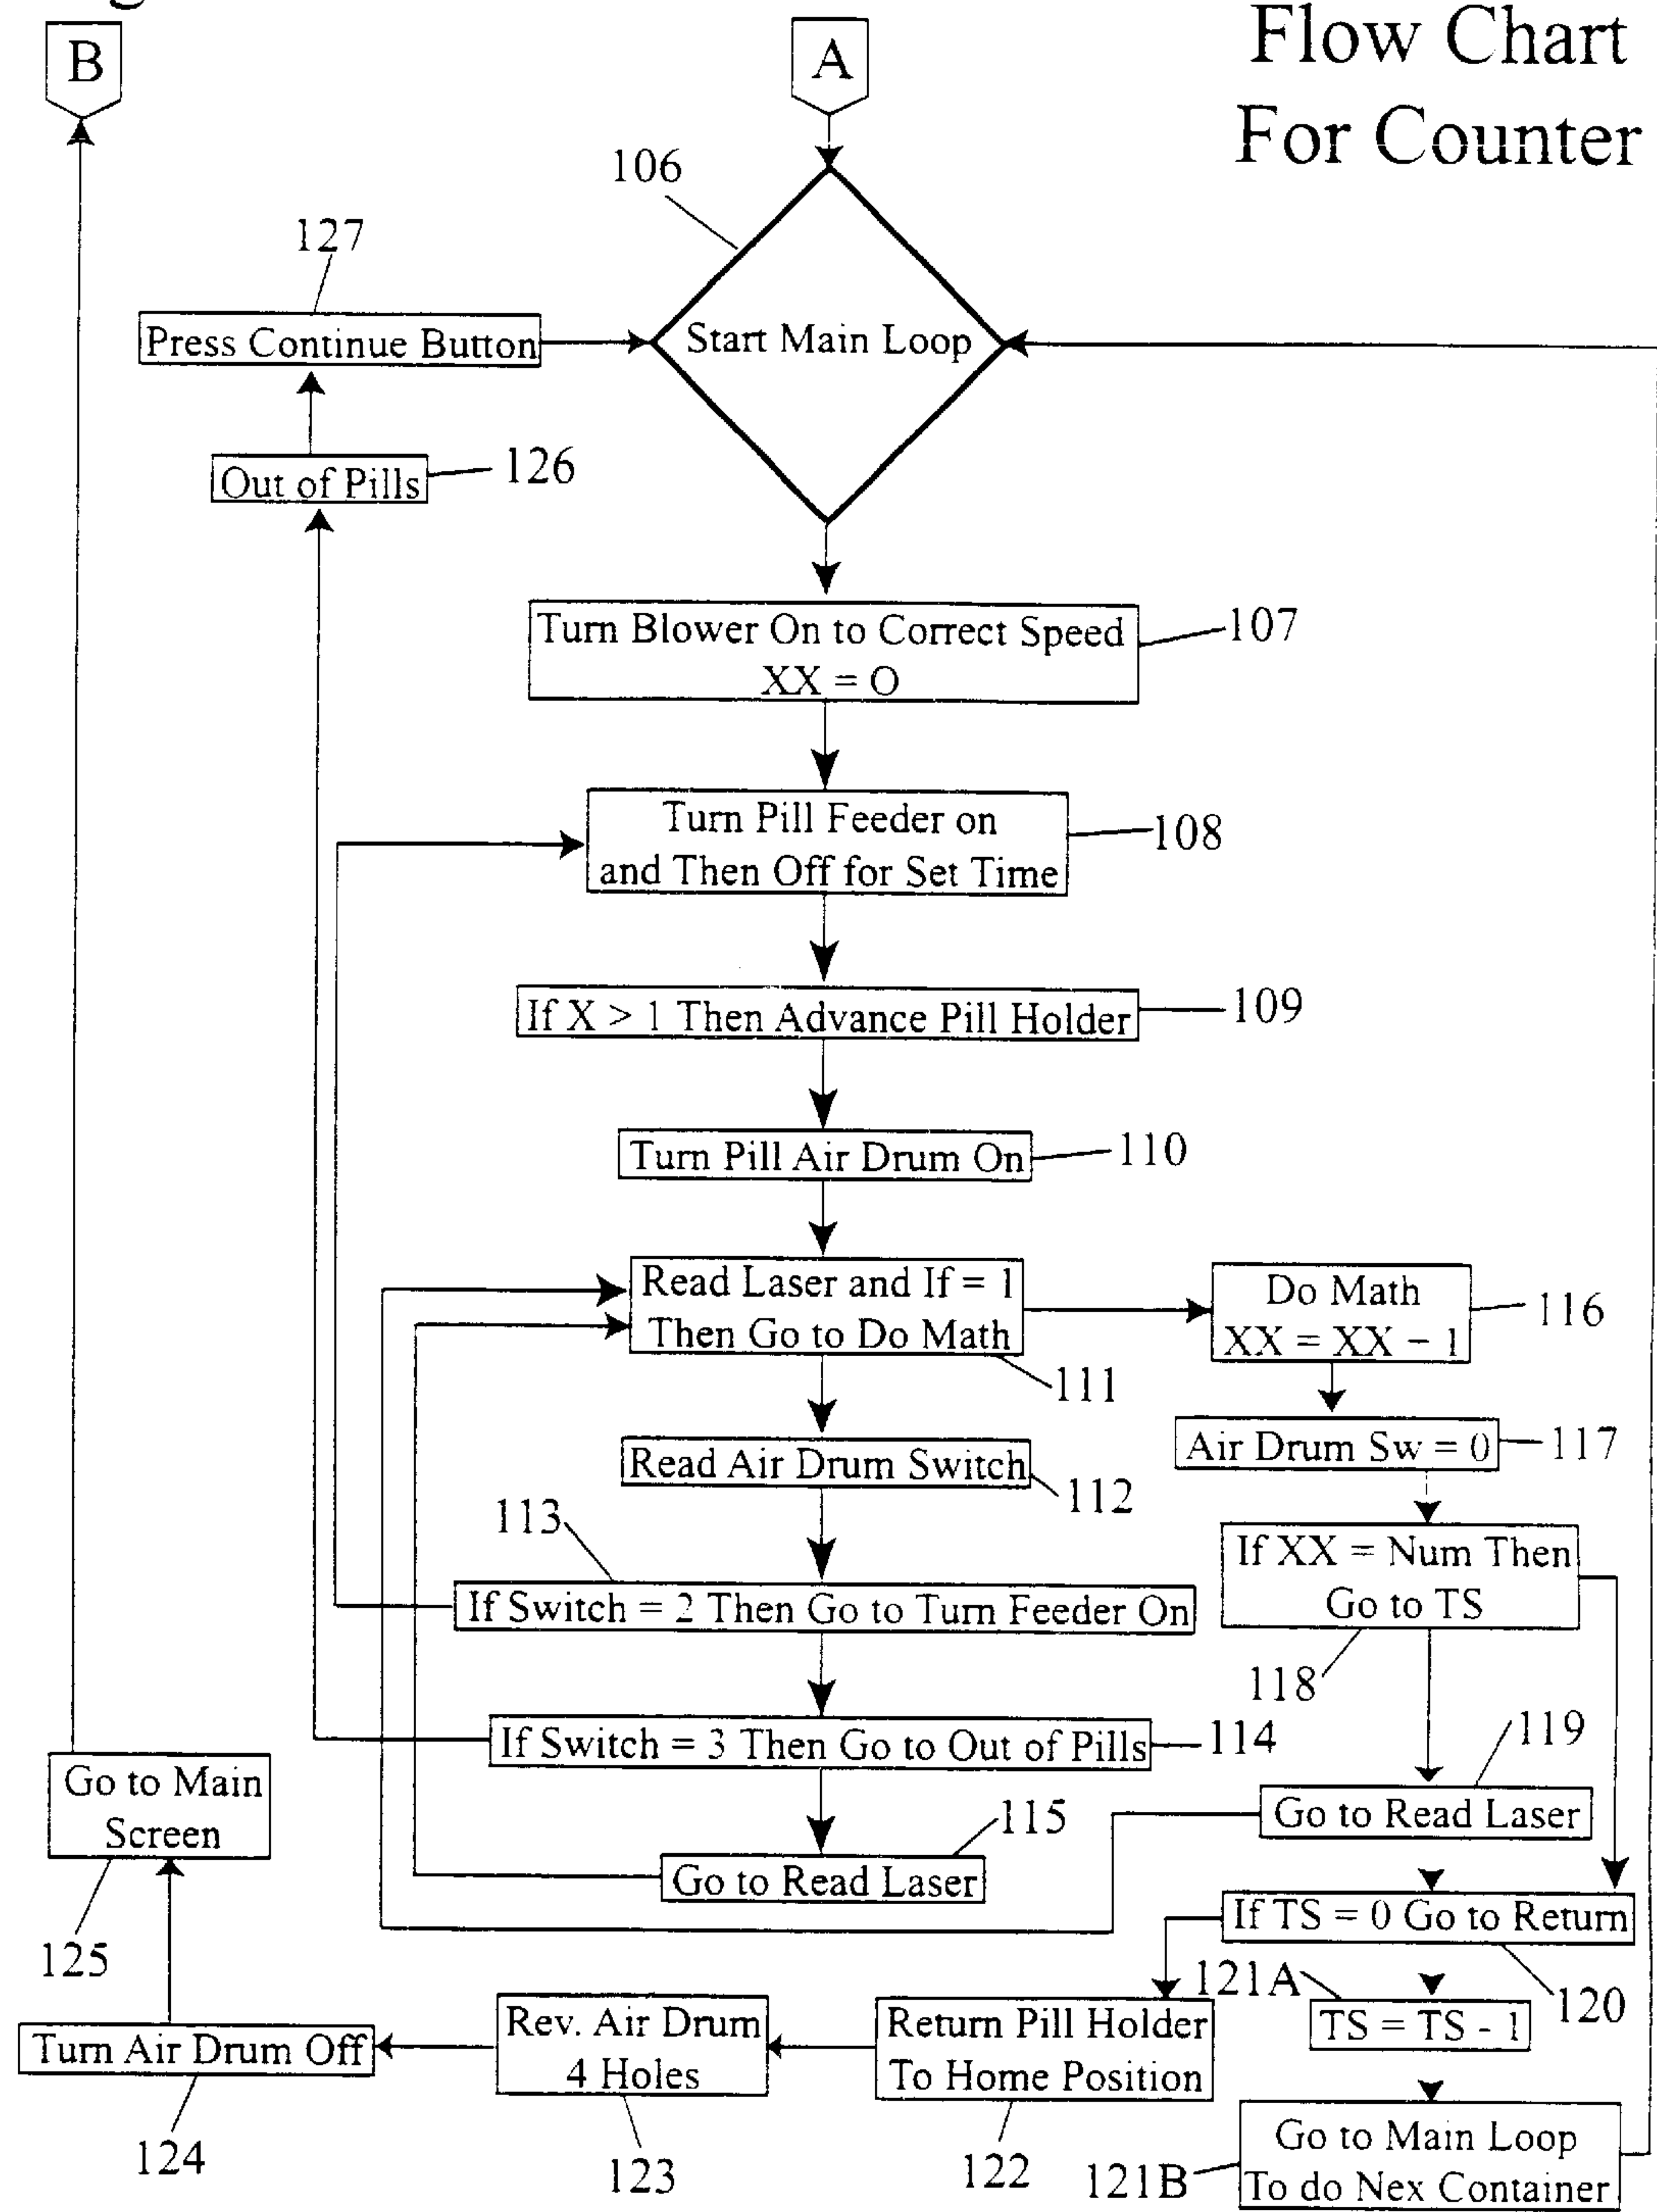 B
A
Flow Chart
For Counter
106
127
Press Continue Button
Start Main Loop
Out of Pills
126
Turn Blower On to Correct Speed
XX = O
107
Turn Pill Feeder on
and Then Off for Set Time
108
If X > 1 Then Advance Pill Holder
109
Turn Pill Air Drum On
110
Read Laser and If = 1
Then Go to Do Math
111
Do Math
XX = XX - 1
116
Read Air Drum Switch
112
Air Drum Sw = 0
117
113
If Switch = 2 Then Go to Turn Feeder On
If XX = Num Then
Go to TS
118
If Switch = 3 Then Go to Out of Pills
114
119
Go to Read Laser
115
Go to Read Laser
Go to Main
Screen
125
If TS = 0 Go to Return
120
121A
TS = TS - 1
Return Pill Holder
To Home Position
122
Rev. Air Drum
4 Holes
123
Turn Air Drum Off
124
Go to Main Loop
To do Nex Container
121B